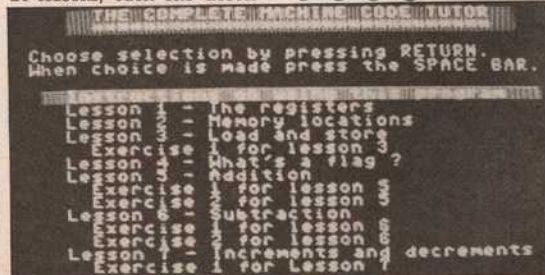 THE COMPLETE MACHINE CODE TUTOR
Choose selection by pressing RETURN.
When choice is made press the SPACE BAR.
Lesson 1 - The registers
Lesson 2 - Memory locations
Lesson 3 - Load and store
Exercise 1 for lesson 3
Lesson 4 - What's a flag ?
Lesson 5 - Addition
Exercise 1 for lesson 5
Exercise 2 for lesson 5
Lesson 6 - Subtraction
Exercise 1 for lesson 6
Exercise 2 for lesson 6
Lesson 7 - Increments and decrements
Exercise 1 for Lesson 7